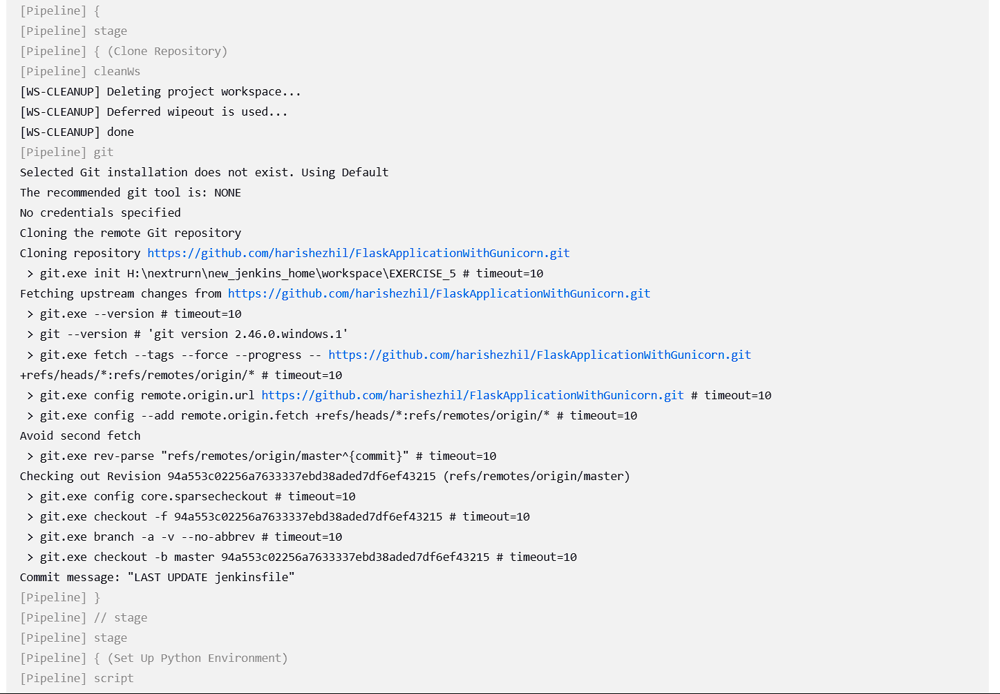 [Pipeline] {
[Pipeline] stage
[Pipeline] { (Clone Repository)
[Pipeline] cleanWs
[WS-CLEANUP] Deleting project workspace...
[WS-CLEANUP] Deferred wipeout is used...
[WS-CLEANUP] done
[Pipeline] git
Selected Git installation does not exist. Using Default
The recommended git tool is: NONE
No credentials specified
Cloning the remote Git repository
Cloning repository https://github.com/harishezhil/FlaskApplicationWithGunicorn.git
 > git.exe init H:\nextrurn\new_jenkins_home\workspace\EXERCISE_5 # timeout=10
Fetching upstream changes from https://github.com/harishezhil/FlaskApplicationWithGunicorn.git
 > git.exe --version # timeout=10
 > git --version # 'git version 2.46.0.windows.1'
 > git.exe fetch --tags --force --progress -- https://github.com/harishezhil/FlaskApplicationWithGunicorn.git
+refs/heads/*:refs/remotes/origin/* # timeout=10
 > git.exe config remote.origin.url https://github.com/harishezhil/FlaskApplicationWithGunicorn.git # timeout=10
 > git.exe config --add remote.origin.fetch +refs/heads/*:refs/remotes/origin/* # timeout=10
Avoid second fetch
 > git.exe rev-parse "refs/remotes/origin/master^{commit}" # timeout=10
Checking out Revision 94a553c02256a7633337ebd38aded7df6ef43215 (refs/remotes/origin/master)
 > git.exe config core.sparsecheckout # timeout=10
 > git.exe checkout -f 94a553c02256a7633337ebd38aded7df6ef43215 # timeout=10
 > git.exe branch -a -v --no-abbrev # timeout=10
 > git.exe checkout -b master 94a553c02256a7633337ebd38aded7df6ef43215 # timeout=10
Commit message: "LAST UPDATE jenkinsfile"
[Pipeline] }
[Pipeline] // stage
[Pipeline] stage
[Pipeline] { (Set Up Python Environment)
[Pipeline] script